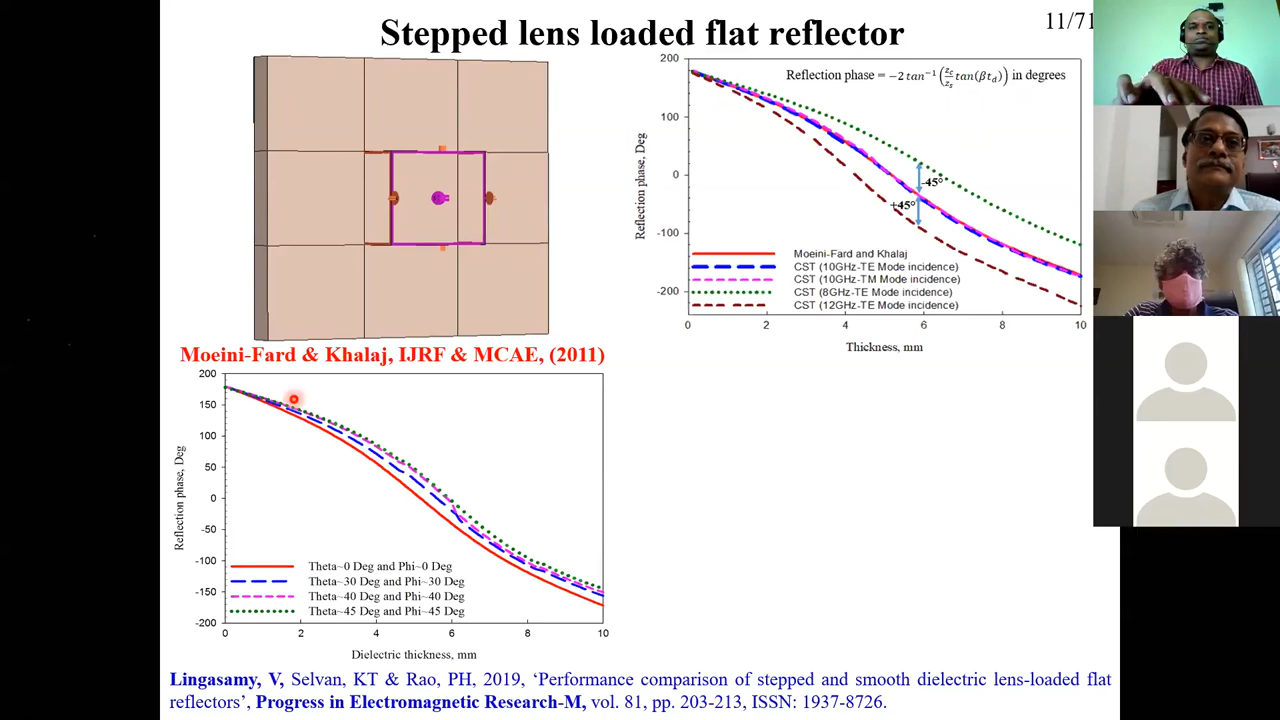 Stepped lens loaded flat reflector
11/71
Moeini-Fard & Khalaj, IJRF & MCAE, (2011)
200
100
0
-100
-200
Reflection phase, Deg
Reflection phase = −2 tan⁻¹ (z_c/z_s tan(βt_d)) in degrees
-45°
+45°
Moeini-Fard and Khalaj
CST (10GHz-TE Mode incidence)
CST (10GHz-TM Mode incidence)
CST (8GHz-TE Mode incidence)
CST (12GHz-TE Mode incidence)
0 2 4 6 8 10
Thickness, mm
200
150
100
50
0
-50
-100
-150
-200
Reflection phase, Deg
Theta~0 Deg and Phi~0 Deg
Theta~30 Deg and Phi~30 Deg
Theta~40 Deg and Phi~40 Deg
Theta~45 Deg and Phi~45 Deg
0 2 4 6 8 10
Dielectric thickness, mm
Lingasamy, V, Selvan, KT & Rao, PH, 2019, ‘Performance comparison of stepped and smooth dielectric lens-loaded flat
reflectors’, Progress in Electromagnetic Research-M, vol. 81, pp. 203-213, ISSN: 1937-8726.